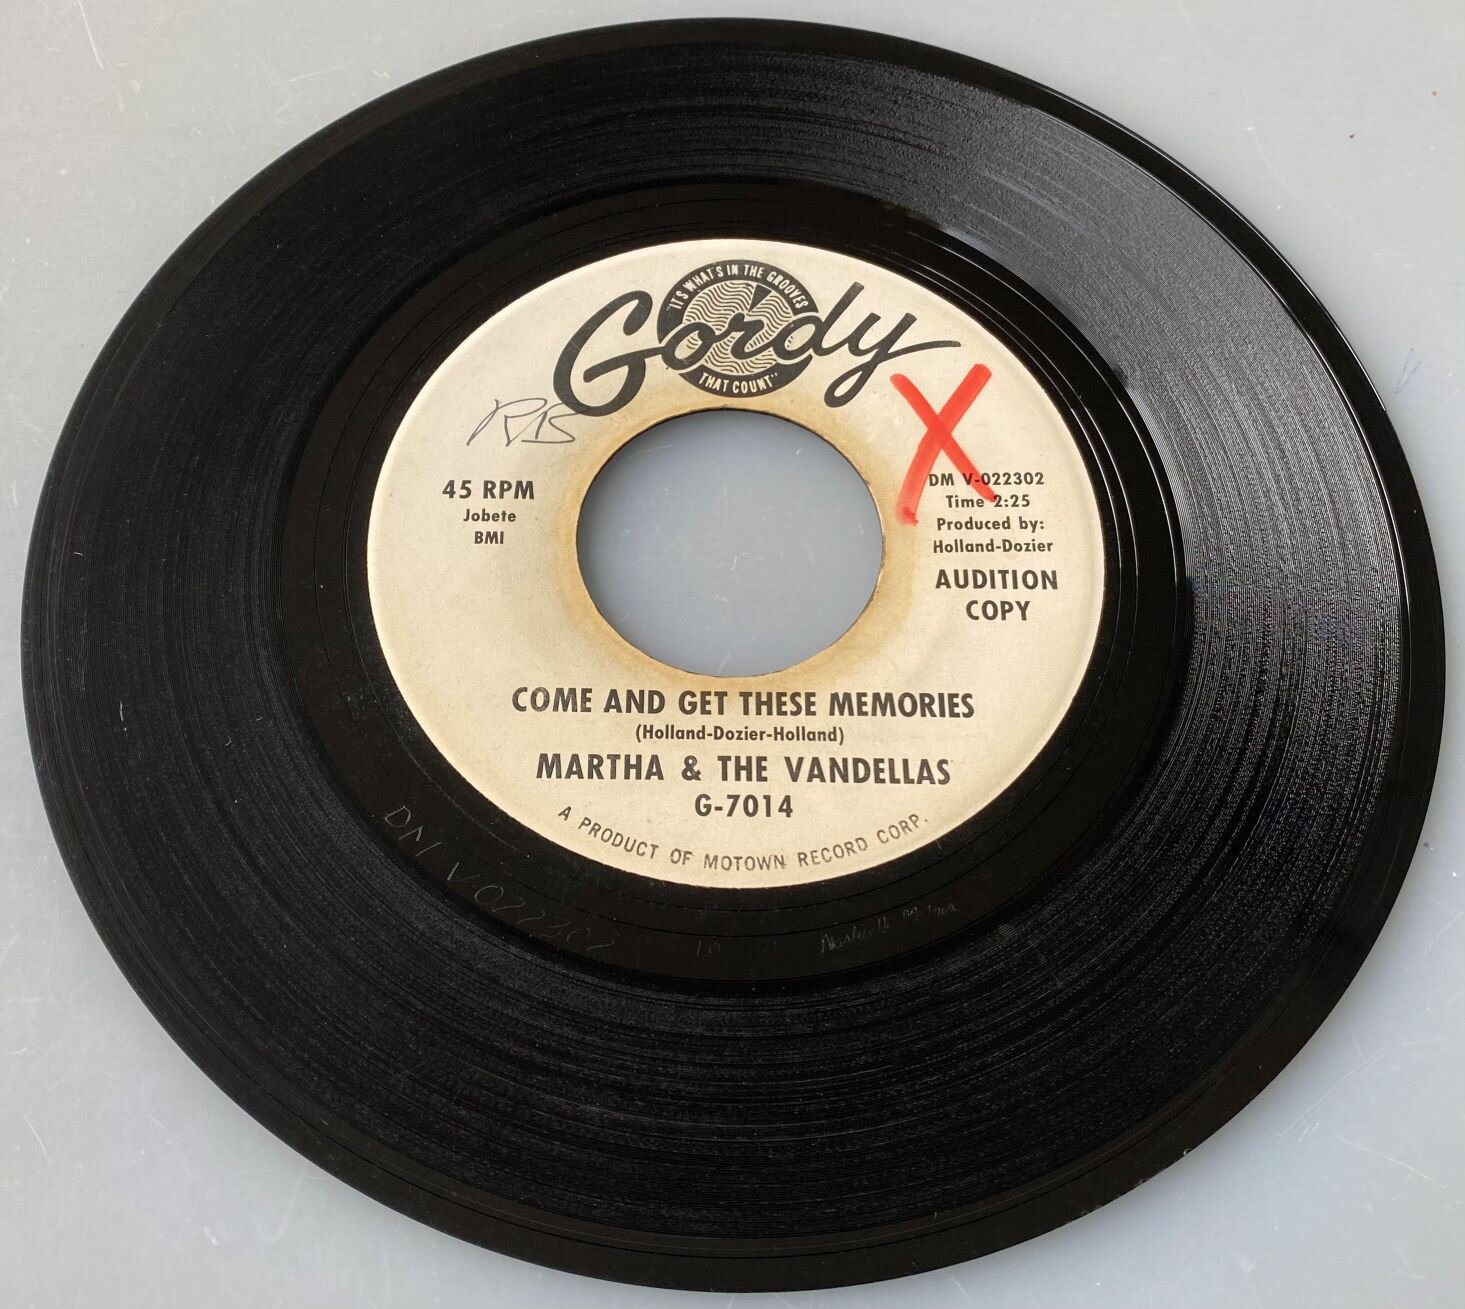 "IT'S WHAT'S IN THE GROOVES
Gordy
THAT COUNT"
RB
X
45 RPM
Jobete
BMI
DM V-022302
Time 2:25
Produced by:
Holland-Dozier
AUDITION
COPY
COME AND GET THESE MEMORIES
(Holland-Dozier-Holland)
MARTHA & THE VANDELLAS
G-7014
A PRODUCT OF MOTOWN RECORD CORP.
DM V-022302
10